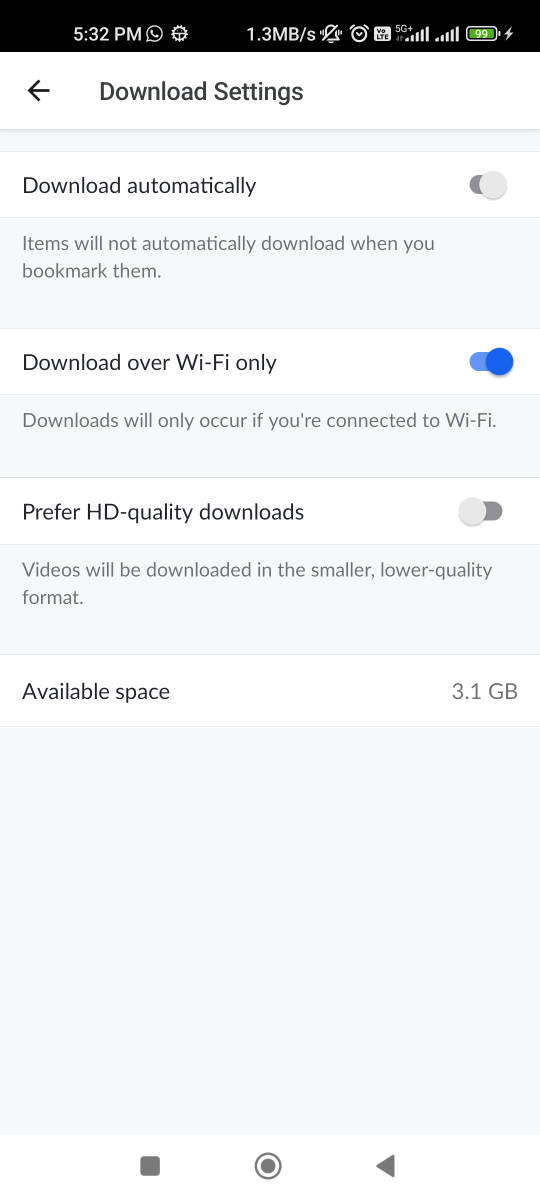 5:32 PM 1.3MB/s Vo LTE 5G+ 99
Download Settings
Download automatically
Items will not automatically download when you
bookmark them.
Download over Wi-Fi only
Downloads will only occur if you're connected to Wi-Fi.
Prefer HD-quality downloads
Videos will be downloaded in the smaller, lower-quality
format.
Available space 3.1 GB